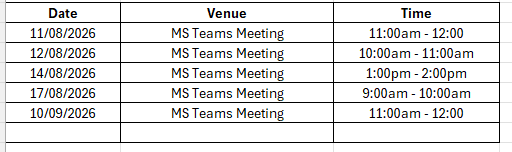 Date Venue Time
11/08/2026 MS Teams Meeting 11:00am - 12:00
12/08/2026 MS Teams Meeting 10:00am - 11:00am
14/08/2026 MS Teams Meeting 1:00pm - 2:00pm
17/08/2026 MS Teams Meeting 9:00am - 10:00am
10/09/2026 MS Teams Meeting 11:00am - 12:00